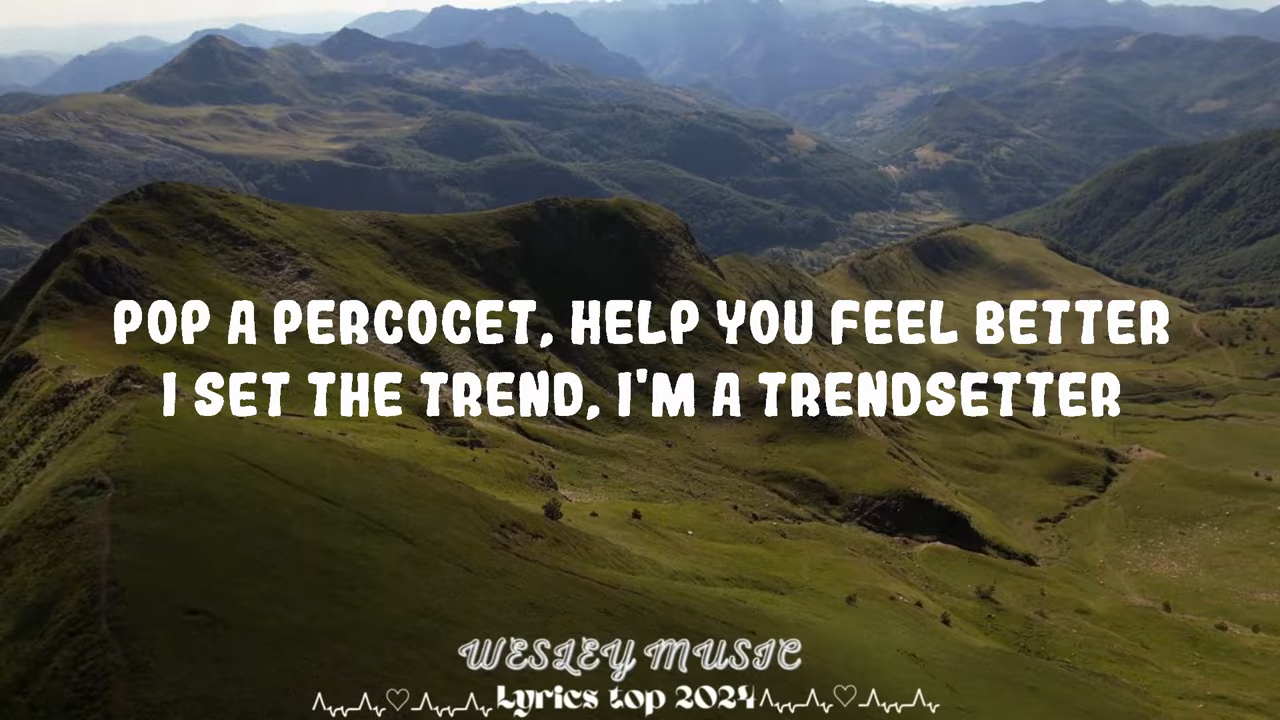 POP A PERCOCET, HELP YOU FEEL BETTER
I SET THE TREND, I'M A TRENDSETTER
WESLEY MUSIC
Lyrics top 2024